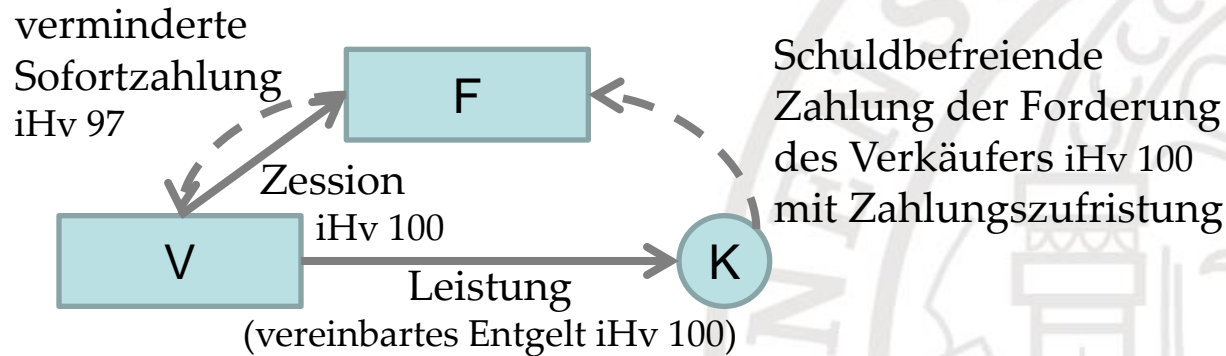 verminderte
Sofortzahlung
iHv 97
F
Schuldbefreiende
Zahlung der Forderung
des Verkäufers iHv 100
mit Zahlungszufristung
Zession
iHv 100
V
K
Leistung
(vereinbartes Entgelt iHv 100)